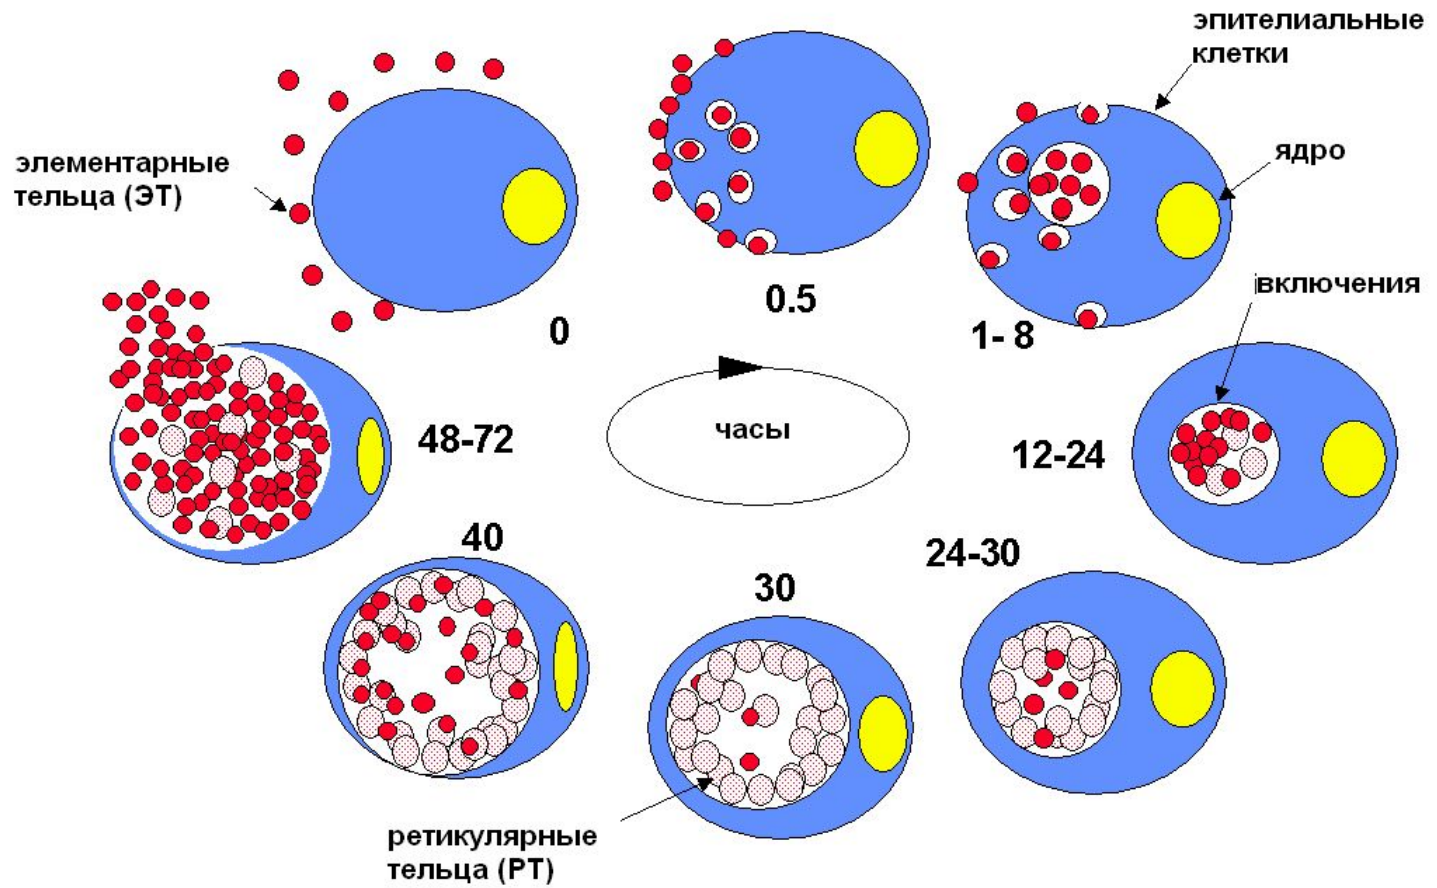 эпителиальные
клетки
элементарные
тельца (ЭТ)
ядро
0.5
включения
0
1- 8
часы
48-72
12-24
40
24-30
30
ретикулярные
тельца (РТ)